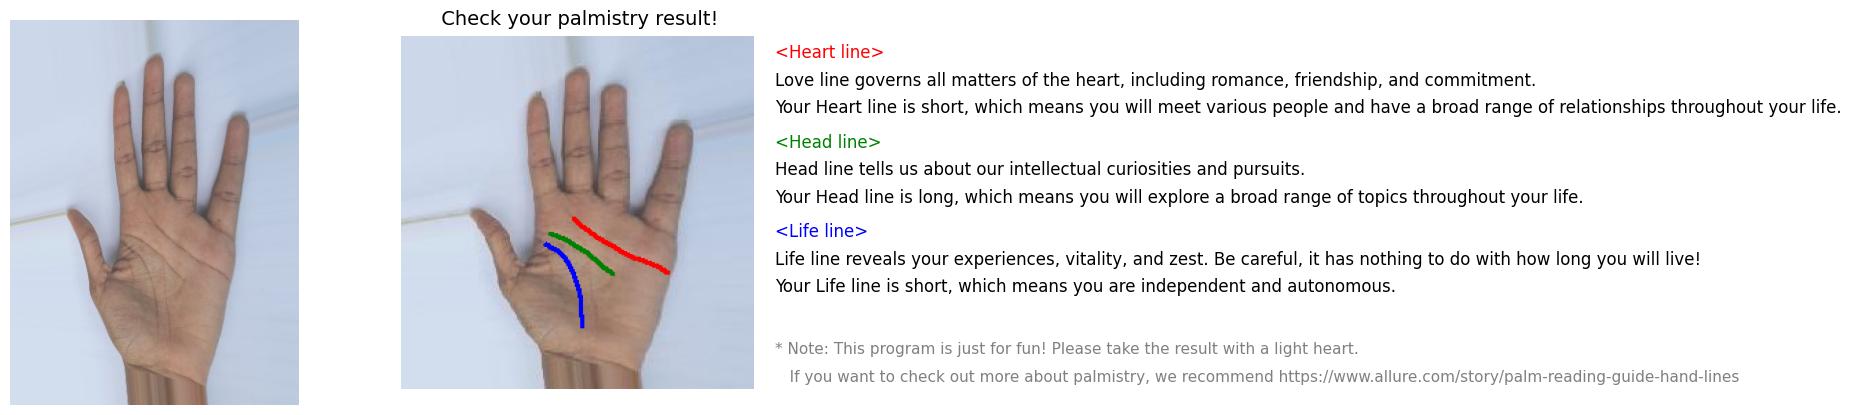 Check your palmistry result!
<Heart line>
Love line governs all matters of the heart, including romance, friendship, and commitment.
Your Heart line is short, which means you will meet various people and have a broad range of relationships throughout your life.
<Head line>
Head line tells us about our intellectual curiosities and pursuits.
Your Head line is long, which means you will explore a broad range of topics throughout your life.
<Life line>
Life line reveals your experiences, vitality, and zest. Be careful, it has nothing to do with how long you will live!
Your Life line is short, which means you are independent and autonomous.
* Note: This program is just for fun! Please take the result with a light heart.
If you want to check out more about palmistry, we recommend https://www.allure.com/story/palm-reading-guide-hand-lines